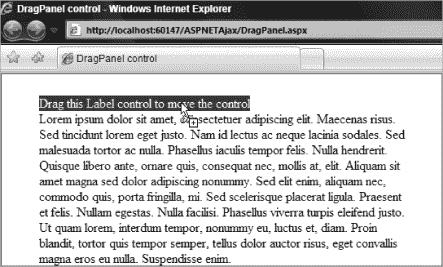 DragPanel control - Windows Internet Explorer
http://localhost:60147/ASPNETAjax/DragPanel.aspx
DragPanel control
Drag this Label control to move the control
Lorem ipsum dolor sit amet, consectetuer adipiscing elit. Maecenas risus.
Sed tincidunt lorem eget justo. Nam id lectus ac neque lacinia sodales. Sed
malesuada tortor ac nulla. Phasellus iaculis tempor felis. Nulla hendrerit.
Quisque libero ante, ornare quis, consequat nec, mollis at, elit. Aliquam sit
amet magna sed dolor adipiscing nonummy. Sed elit enim, aliquam nec,
commodo quis, porta fringilla, mi. Sed scelerisque placerat ligula. Praesent
et felis. Nullam egestas. Nulla facilisi. Phasellus viverra turpis eleifend justo.
Ut quam lorem, interdum tempor, nonummy eu, luctus et, diam. Proin
blandit, tortor quis tempor semper, tellus dolor auctor risus, eget convallis
magna eros eu nibh. Suspendisse enim.